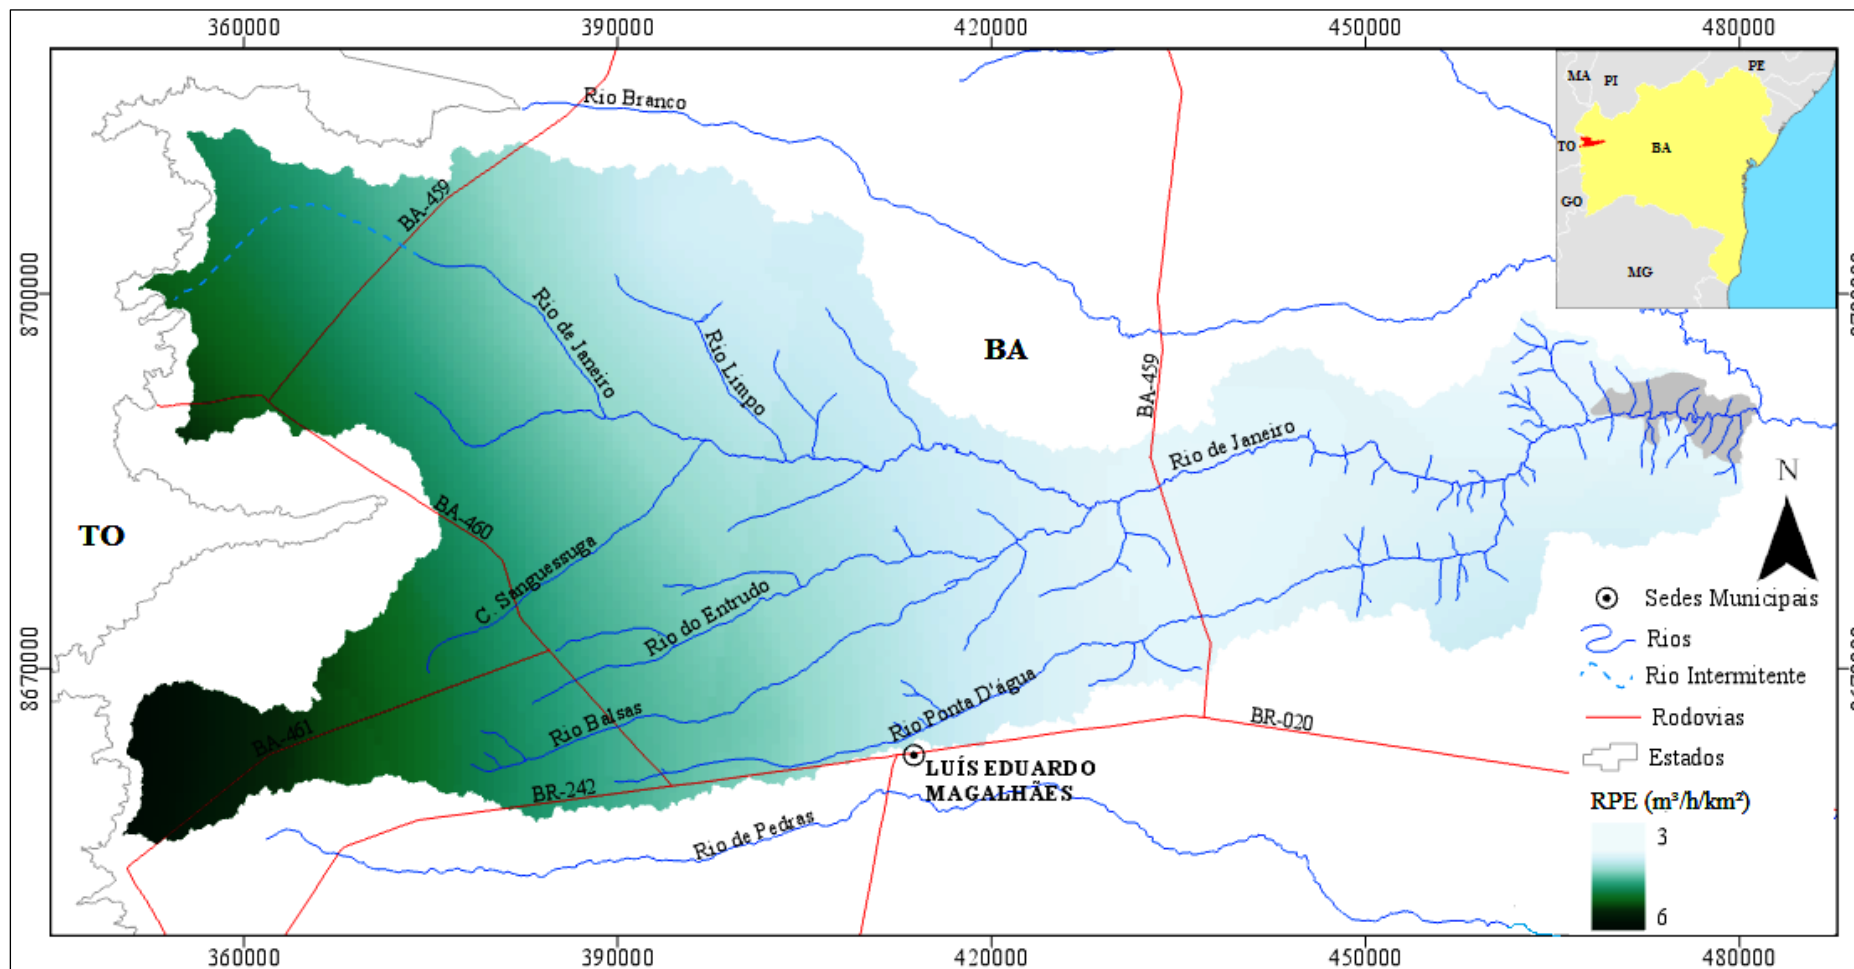 360000
390000
420000
450000
480000
MA
PI
PE
TO
BA
GO
MG
Rio Branco
BA-459
8700000
Rio de Janeiro
Rio Limpo
BA
BA-459
Rio de Janeiro
N
TO
BA-460
C. Sanguessuga
Rio do Entrudo
8670000
Rio Balsas
Rio Ponta D'água
BA-461
BR-020
BR-242
LUÍS EDUARDO
MAGALHÃES
Rio de Pedras
Sedes Municipais
Rios
Rio Intermitente
Rodovias
Estados
RPE (m³/h/km²)
3
6
360000
390000
420000
450000
480000